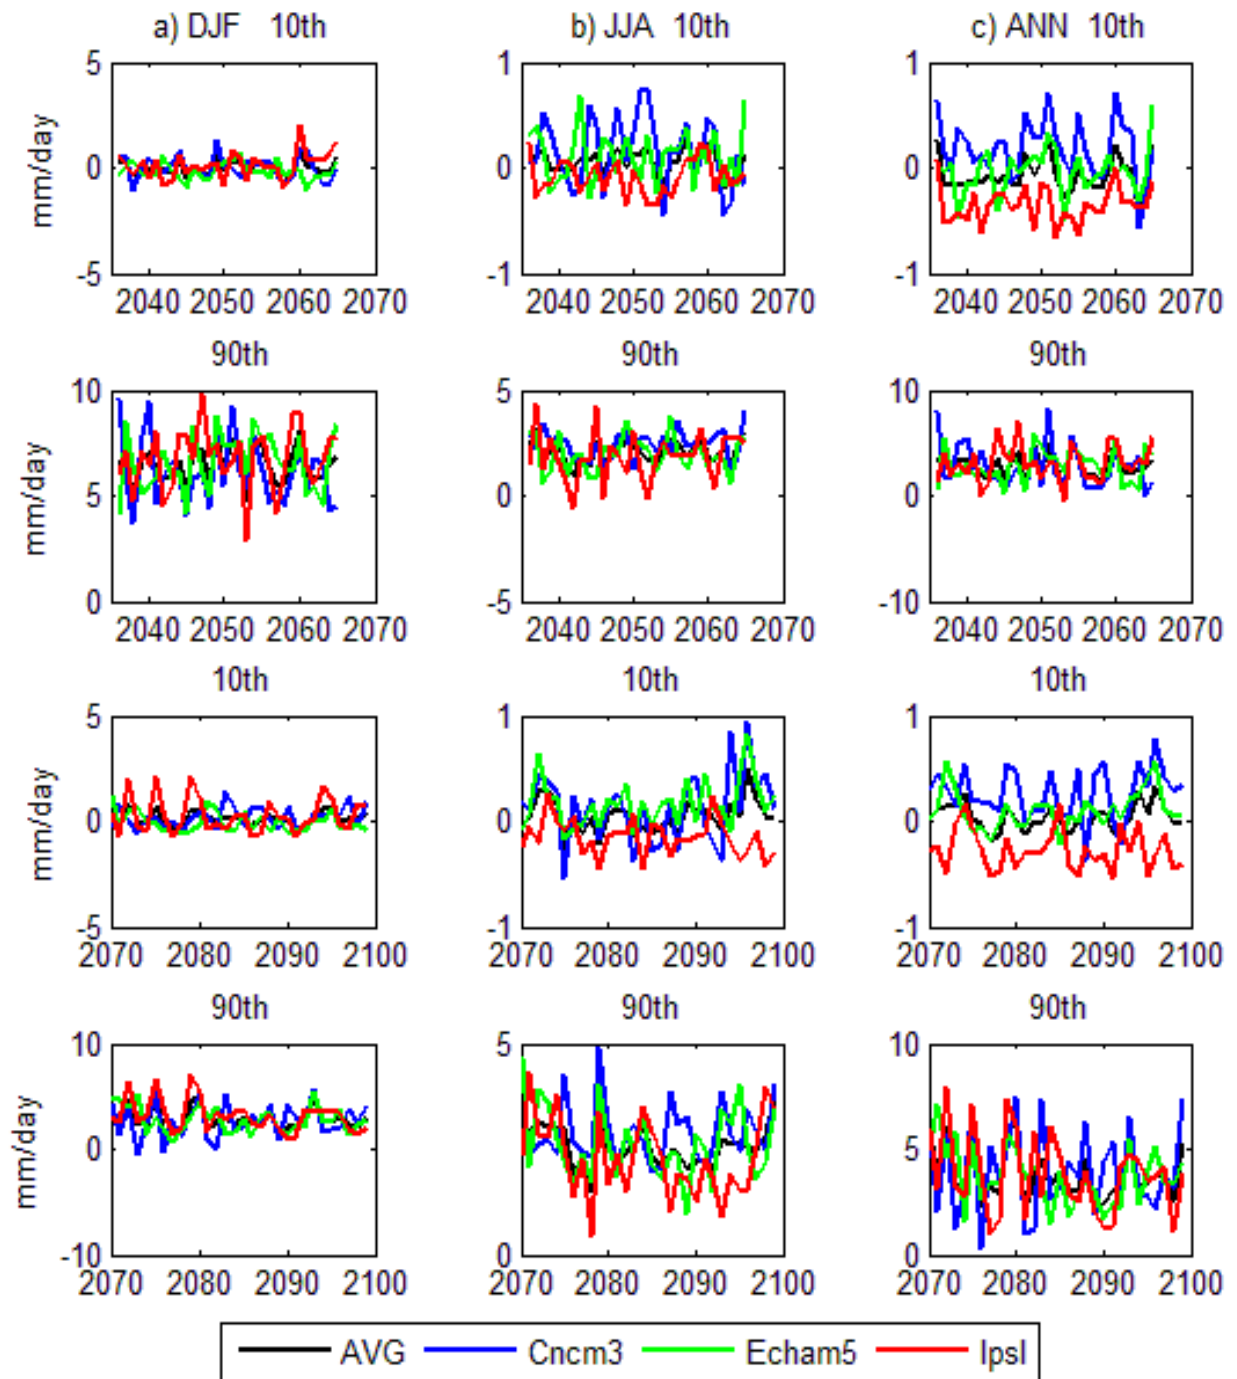 a) DJF 10th b) JJA 10th c) ANN 10th
5 1 1
mm/day 0 0 0
-5 -1 -1
2040 2050 2060 2070 2040 2050 2060 2070 2040 2050 2060 2070
90th 90th 90th
10 5 10
mm/day 5 0 0
0 -5 -10
2040 2050 2060 2070 2040 2050 2060 2070 2040 2050 2060 2070
10th 10th 10th
5 1 1
mm/day 0 0 0
-5 -1 -1
2070 2080 2090 2100 2070 2080 2090 2100 2070 2080 2090 2100
90th 90th 90th
10 5 10
mm/day 0 5
-10 0 0
2070 2080 2090 2100 2070 2080 2090 2100 2070 2080 2090 2100
AVG Cncm3 Echam5 Ipsl